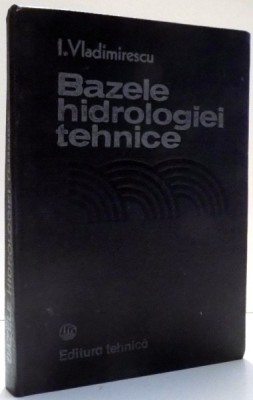 I. Vladimirescu
Bazele
hidrologiei
tehnice
Editura tehnică